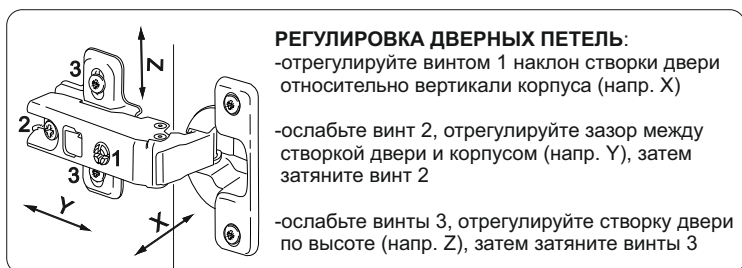 РЕГУЛИРОВКА ДВЕРНЫХ ПЕТЕЛЬ:
-отрегулируйте винтом 1 наклон створки двери
относительно вертикали корпуса (напр. X)
-ослабьте винт 2, отрегулируйте зазор между
створкой двери и корпусом (напр. Y), затем
затяните винт 2
-ослабьте винты 3, отрегулируйте створку двери
по высоте (напр. Z), затем затяните винты 3
3
Z
2
1
3
Y
X